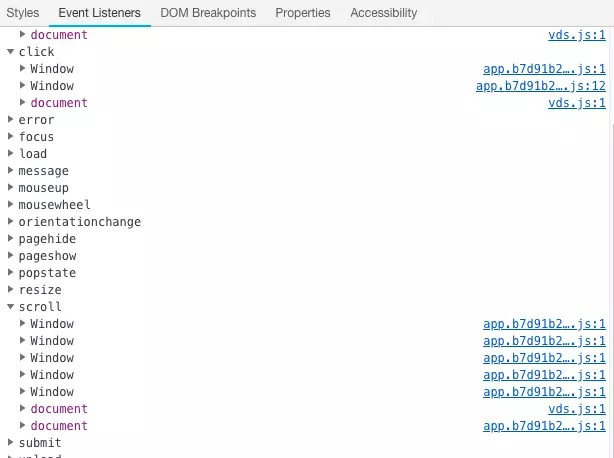 Styles Event Listeners DOM Breakpoints Properties Accessibility
document vds.js:1
click
Window app.b7d91b2….js:1
Window app.b7d91b2….js:12
document vds.js:1
error
focus
load
message
mouseup
mousewheel
orientationchange
pagehide
pageshow
popstate
resize
scroll
Window app.b7d91b2….js:1
Window app.b7d91b2….js:1
Window app.b7d91b2….js:1
Window app.b7d91b2….js:1
Window app.b7d91b2….js:1
document vds.js:1
document app.b7d91b2….js:1
submit